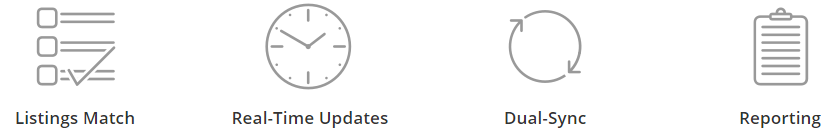 Listings Match
Real-Time Updates
Dual-Sync
Reporting